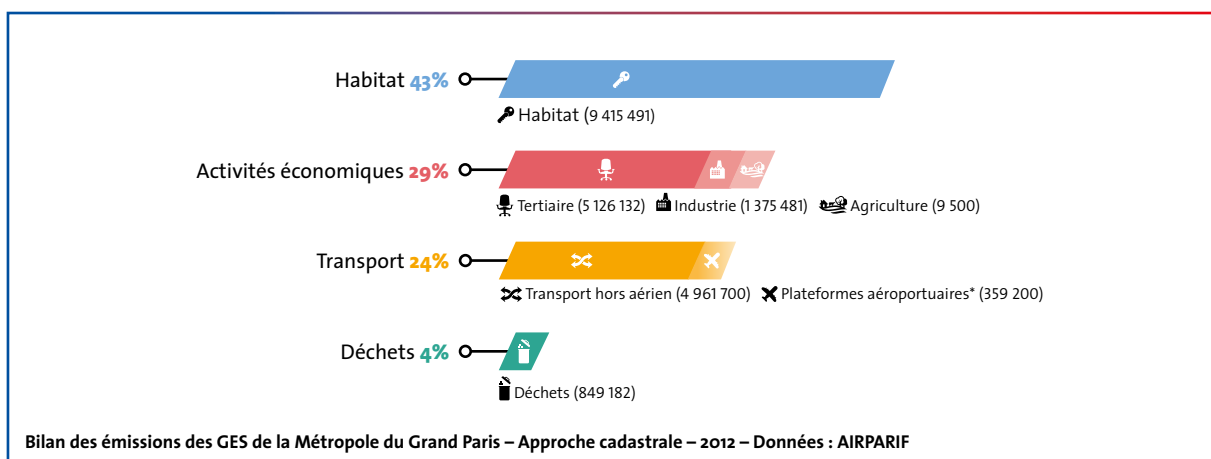 Habitat 43%
Habitat (9 415 491)
Activités économiques 29%
Tertiaire (5 126 132) Industrie (1 375 481) Agriculture (9 500)
Transport 24%
Transport hors aérien (4 961 700) Plateformes aéroportuaires* (359 200)
Déchets 4%
Déchets (849 182)
Bilan des émissions des GES de la Métropole du Grand Paris – Approche cadastrale – 2012 – Données : AIRPARIF